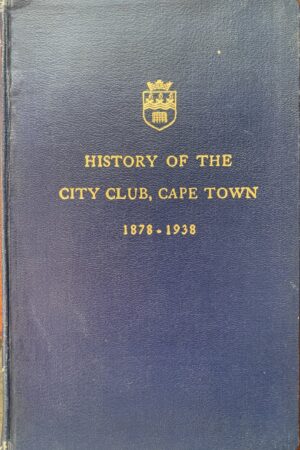 HISTORY OF THE
CITY CLUB, CAPE TOWN
1878-1938